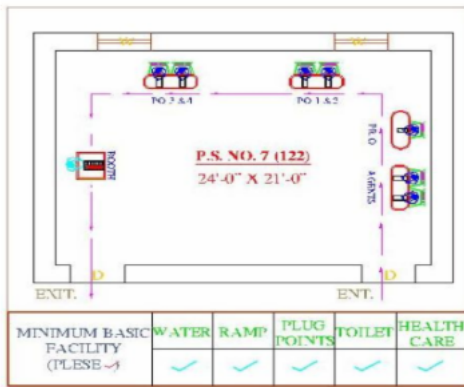 W
W
PO 3 &4
PO 1 &2
PR.O
BOOTH
P.S. NO. 7 (122)
24'-0" X 21'-0"
AGENTS
D
D
EXIT.
ENT.
MINIMUM BASIC FACILITY (PLESE ✓)
WATER
RAMP
PLUG POINTS
TOILET
HEALTH CARE
✓ ✓ ✓ ✓ ✓